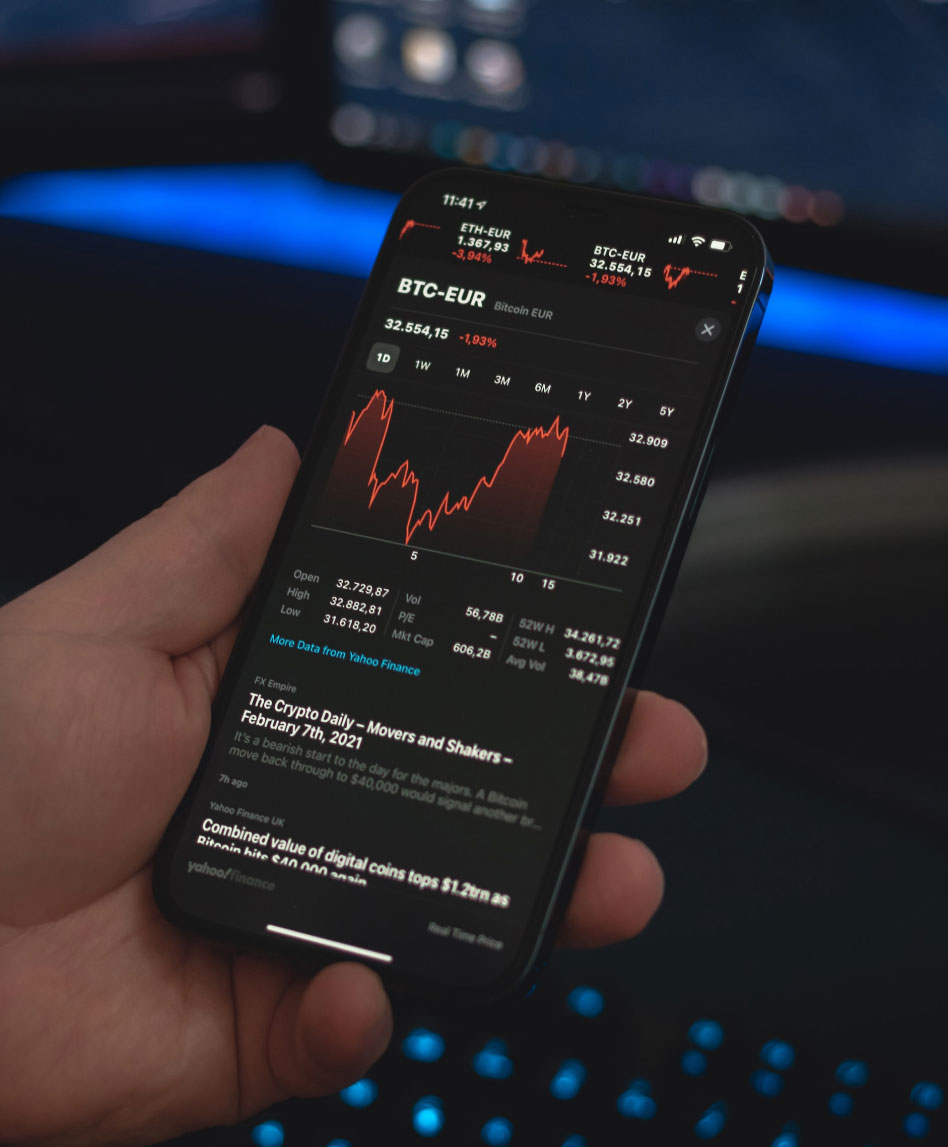 11:41
ETH-EUR
1.367,93
-3,94%
BTC-EUR
32.554,15
-1,93%
E
1
BTC-EUR Bitcoin EUR
32.554,15 -1,93%
1D 1W 1M 3M 6M 1Y 2Y 5Y
32.909
32.580
32.251
31.922
5 10 15
Open 32.729,87
High 32.882,81
Low 31.618,20
Vol 56,78B
P/E –
Mkt Cap 606,2B
52W H 34.261,72
52W L 3.672,95
Avg Vol 38,47B
More Data from Yahoo Finance
FX Empire
The Crypto Daily – Movers and Shakers –
February 7th, 2021
It's a bearish start to the day for the majors. A Bitcoin
move back through to $40,000 would signal another br...
7h ago
Yahoo Finance UK
Combined value of digital coins tops $1.2trn as
Bitcoin hits $40,000 again
yahoo!finance
Real Time Price